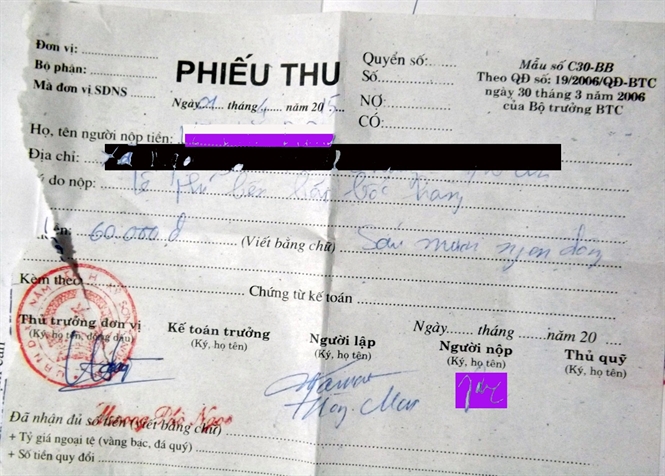 Đơn vị:
Bộ phận:
Mã đơn vị SDNS
PHIẾU THU
Ngày 21 tháng 4 năm 2015
Quyển số:
Số
NỢ:
CÓ:
Mẫu số C30-BB
Theo QĐ số: 19/2006/QĐ-BTC
ngày 30 tháng 3 năm 2006
của Bộ trưởng BTC
Họ, tên người nộp tiền:
Địa chỉ:
do nộp: Lệ phí
60.000đ (Viết bằng chữ) Sáu mươi ngàn đồng
Kèm theo Chứng từ kế toán
Ngày tháng năm 20
Thủ trưởng đơn vị
(Ký, họ tên, đóng dấu)
Kế toán trưởng
(Ký, họ tên)
Người lập
(Ký, họ tên)
Người nộp
(Ký, họ tên)
Thủ quỹ
(Ký, họ tên)
Đã nhận đủ số tiền (viết bằng chữ)
+ Tỷ giá ngoại tệ (vàng bạc, đá quý)
+ Số tiền quy đổi